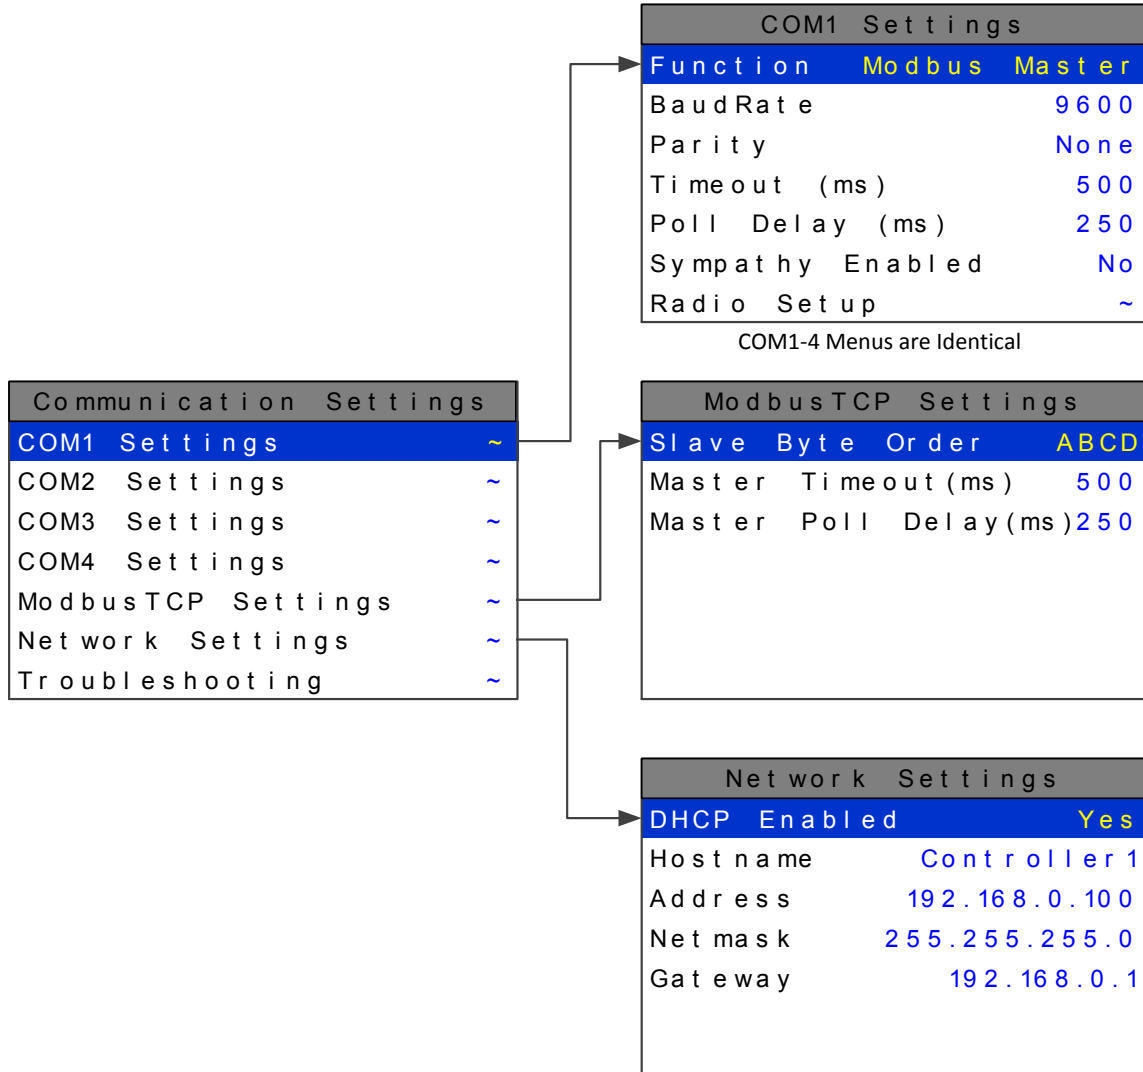 COM1 Settings
Function Modbus Master
BaudRate 9600
Parity None
Timeout (ms) 500
Poll Delay (ms) 250
Sympathy Enabled No
Radio Setup ~
COM1-4 Menus are Identical
Communication Settings
COM1 Settings ~
COM2 Settings ~
COM3 Settings ~
COM4 Settings ~
ModbusTCP Settings ~
Network Settings ~
Troubleshooting ~
ModbusTCP Settings
Slave Byte Order ABCD
Master Timeout(ms) 500
Master Poll Delay(ms)250
Network Settings
DHCP Enabled Yes
Hostname Controller1
Address 192.168.0.100
Netmask 255.255.255.0
Gateway 192.168.0.1